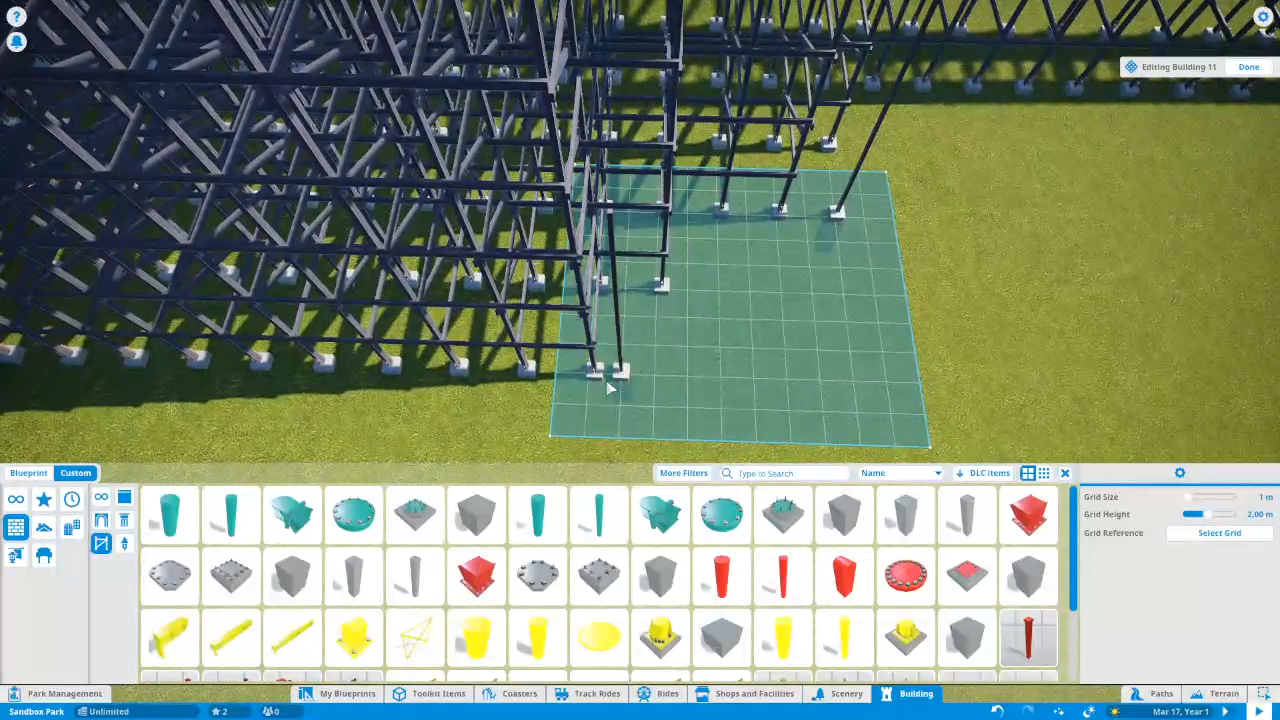 ?
Editing Building 11 Done
Blueprint Custom More Filters Type to Search Name DLC Items
Grid Size 1 m
Grid Height 2.00 m
Grid Reference Select Grid
Park Management My Blueprints Toolkit Items Coasters Track Rides Rides Shops and Facilities Scenery Building Paths Terrain
Sandbox Park Unlimited 2 0 Mar 17, Year 1